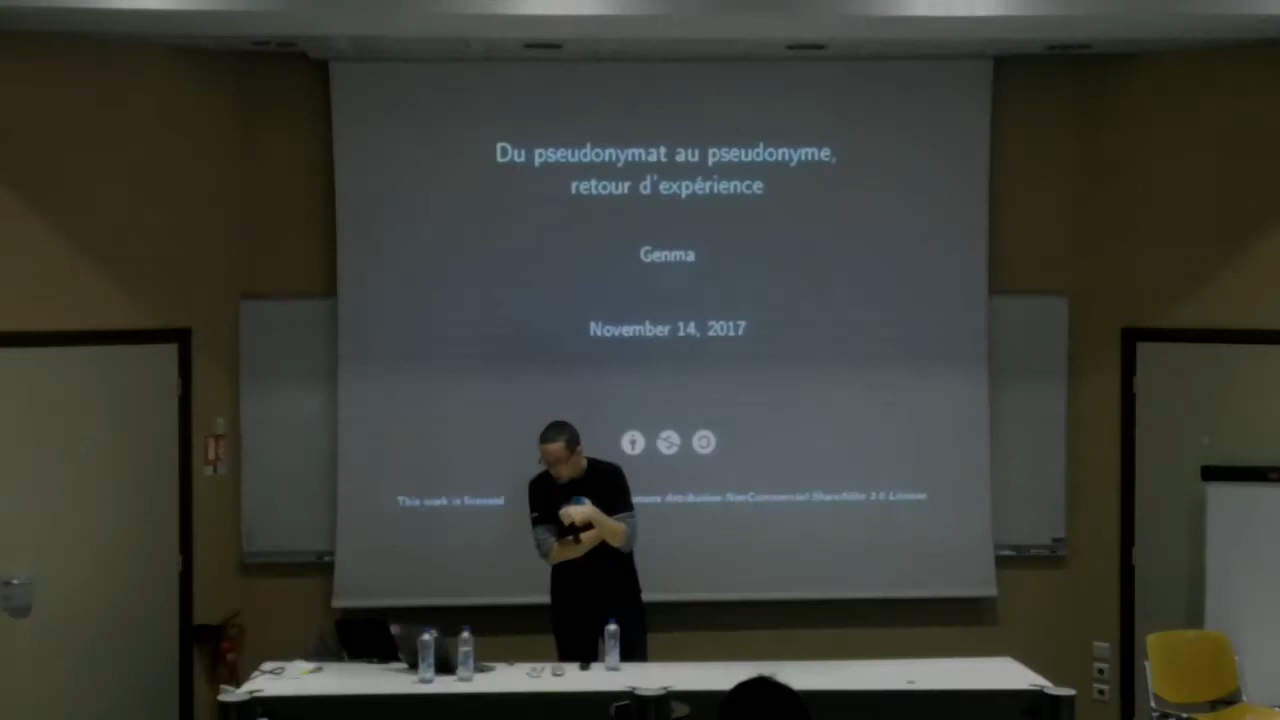 Du pseudonymat au pseudonyme,
retour d'expérience
Genma
November 14, 2017
This work is licensed Attribution-NonCommercial-ShareAlike 3.0 License